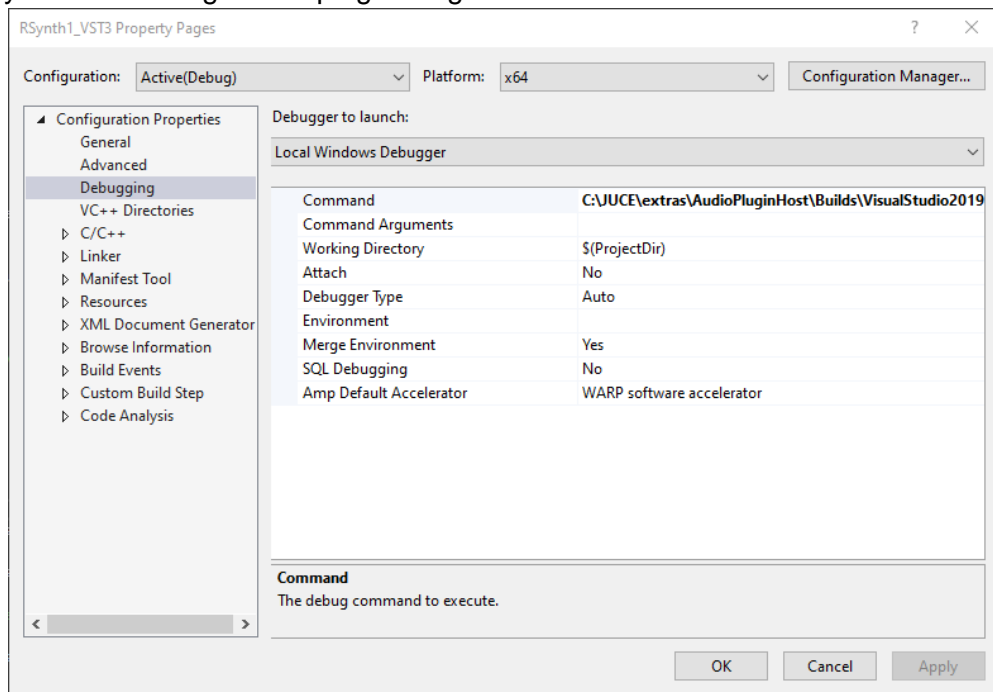 RSynth1_VST3 Property Pages ? ×
Configuration: Active(Debug) Platform: x64 Configuration Manager...
Configuration Properties
General
Advanced
Debugging
VC++ Directories
C/C++
Linker
Manifest Tool
Resources
XML Document Generator
Browse Information
Build Events
Custom Build Step
Code Analysis
Debugger to launch:
Local Windows Debugger
Command C:\JUCE\extras\AudioPluginHost\Builds\VisualStudio2019
Command Arguments
Working Directory $(ProjectDir)
Attach No
Debugger Type Auto
Environment
Merge Environment Yes
SQL Debugging No
Amp Default Accelerator WARP software accelerator
Command
The debug command to execute.
OK Cancel Apply